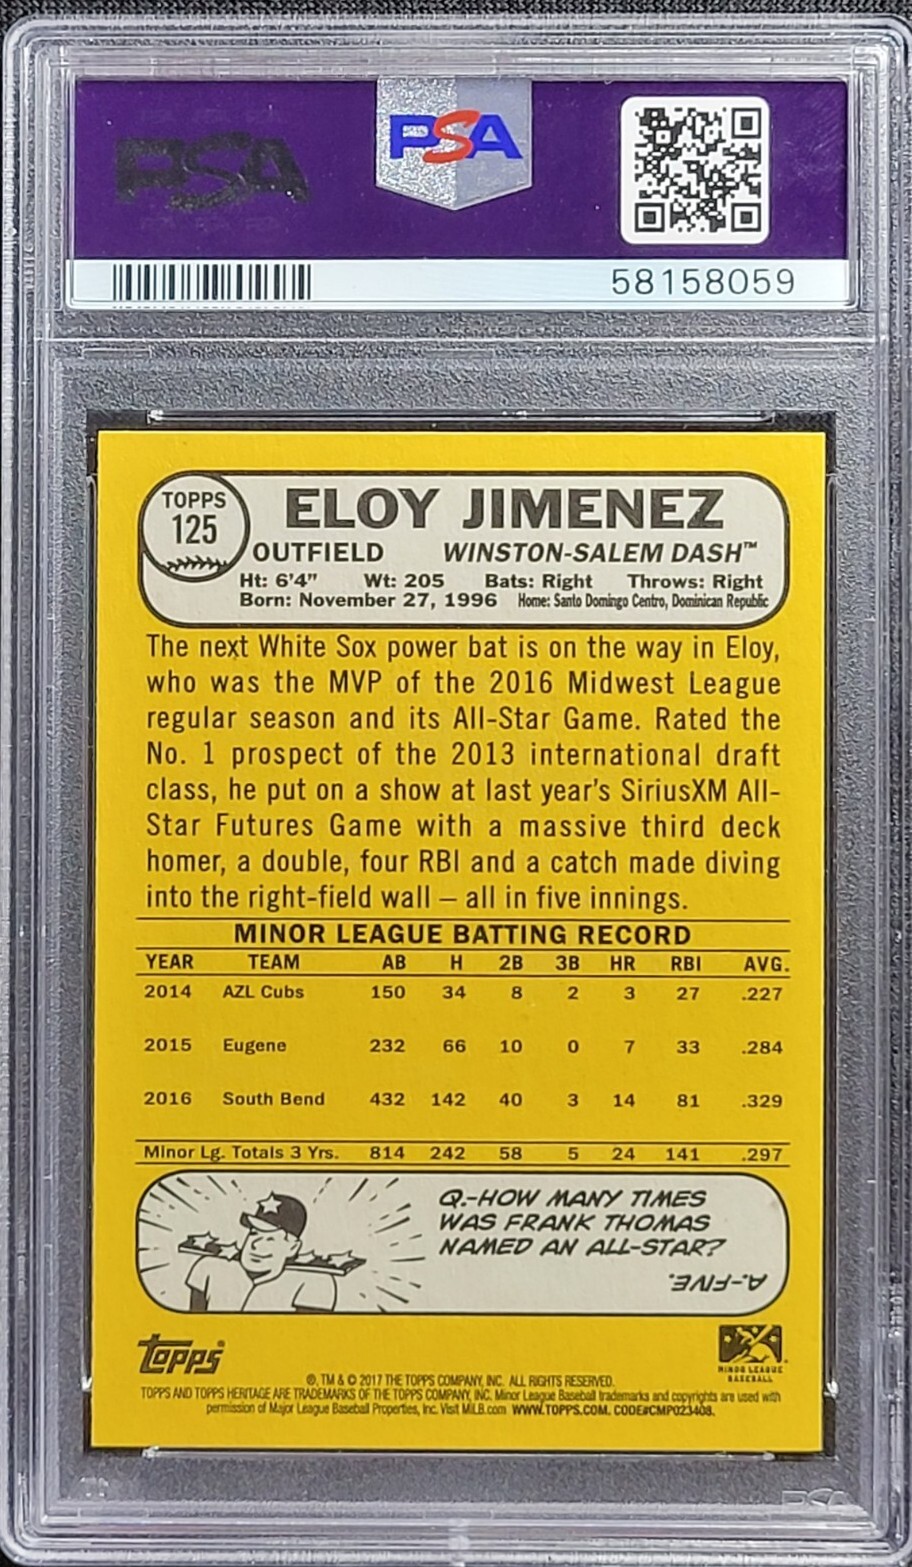 PSA
PSA
58158059
TOPPS
125
ELOY JIMENEZ
OUTFIELD WINSTON-SALEM DASH™
Ht: 6'4" Wt: 205 Bats: Right Throws: Right
Born: November 27, 1996 Home: Santo Domingo Centro, Dominican Republic
The next White Sox power bat is on the way in Eloy,
who was the MVP of the 2016 Midwest League
regular season and its All-Star Game. Rated the
No. 1 prospect of the 2013 international draft
class, he put on a show at last year's SiriusXM All-
Star Futures Game with a massive third deck
homer, a double, four RBI and a catch made diving
into the right-field wall – all in five innings.
MINOR LEAGUE BATTING RECORD
YEAR TEAM AB H 2B 3B HR RBI AVG.
2014 AZL Cubs 150 34 8 2 3 27 .227
2015 Eugene 232 66 10 0 7 33 .284
2016 South Bend 432 142 40 3 14 81 .329
Minor Lg. Totals 3 Yrs. 814 242 58 5 24 141 .297
Q.-HOW MANY TIMES
WAS FRANK THOMAS
NAMED AN ALL-STAR?
A.-FIVE.
topps®
MINOR LEAGUE
BASEBALL
®, TM & © 2017 THE TOPPS COMPANY, INC. ALL RIGHTS RESERVED.
TOPPS AND TOPPS HERITAGE ARE TRADEMARKS OF THE TOPPS COMPANY, INC. Minor League Baseball trademarks and copyrights are used with
permission of Major League Baseball Properties, Inc. Visit MiLB.com WWW.TOPPS.COM. CODE#CMP023408.
PSA